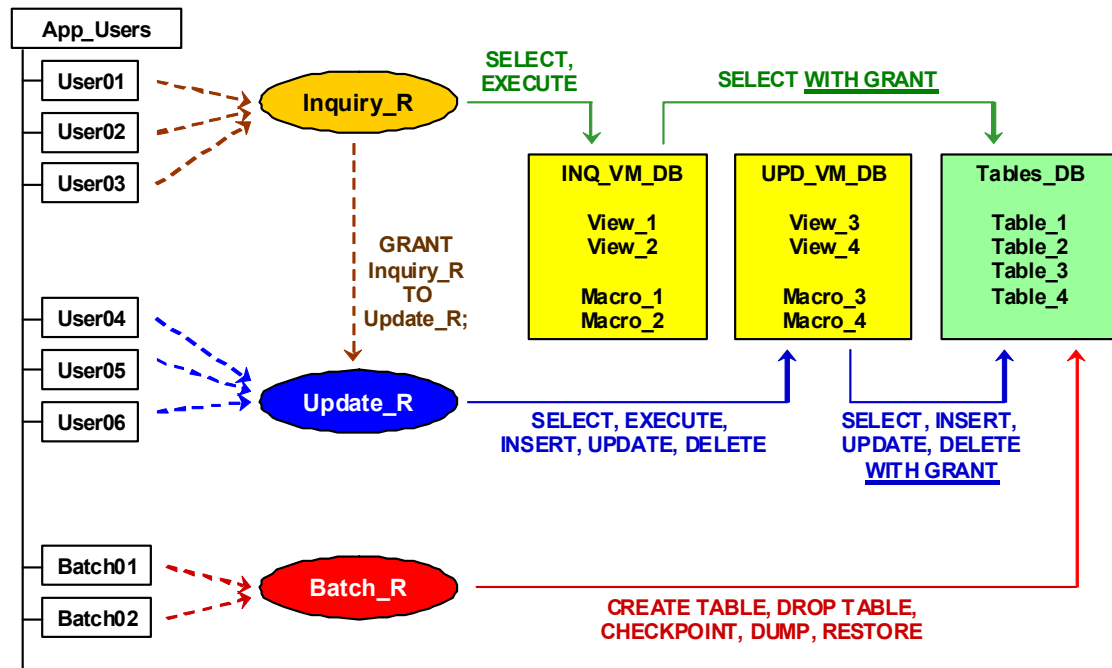 App_Users
User01
User02
User03
Inquiry_R
SELECT,
EXECUTE
SELECT WITH GRANT
INQ_VM_DB
View_1
View_2
Macro_1
Macro_2
UPD_VM_DB
View_3
View_4
Macro_3
Macro_4
Tables_DB
Table_1
Table_2
Table_3
Table_4
GRANT
Inquiry_R
TO
Update_R;
User04
User05
User06
Update_R
SELECT, EXECUTE,
INSERT, UPDATE, DELETE
SELECT, INSERT,
UPDATE, DELETE
WITH GRANT
Batch01
Batch02
Batch_R
CREATE TABLE, DROP TABLE,
CHECKPOINT, DUMP, RESTORE